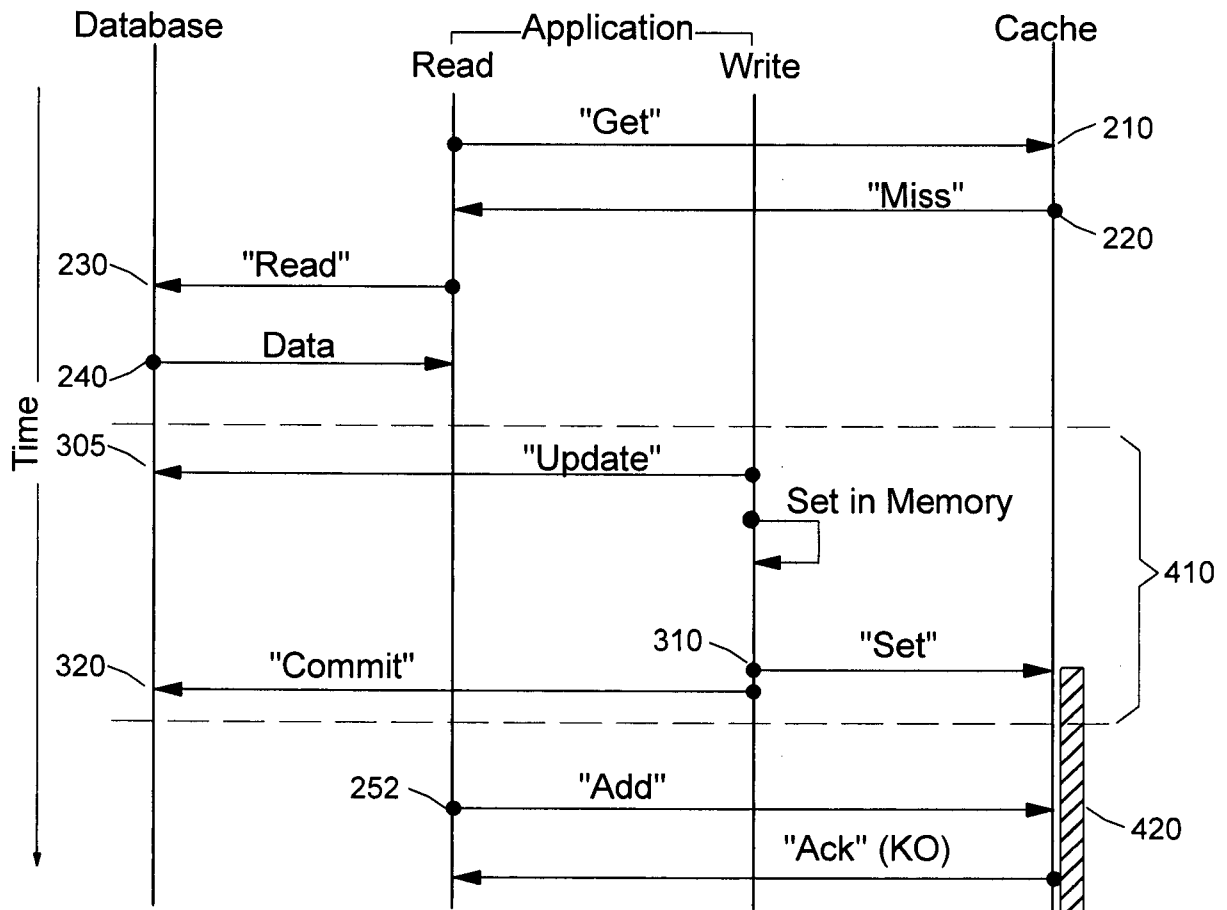 Database
Application
Cache
Read
Write
"Get"
210
"Miss"
220
230
"Read"
Data
240
Time
305
"Update"
Set in Memory
410
310
"Set"
320
"Commit"
252
"Add"
420
"Ack" (KO)